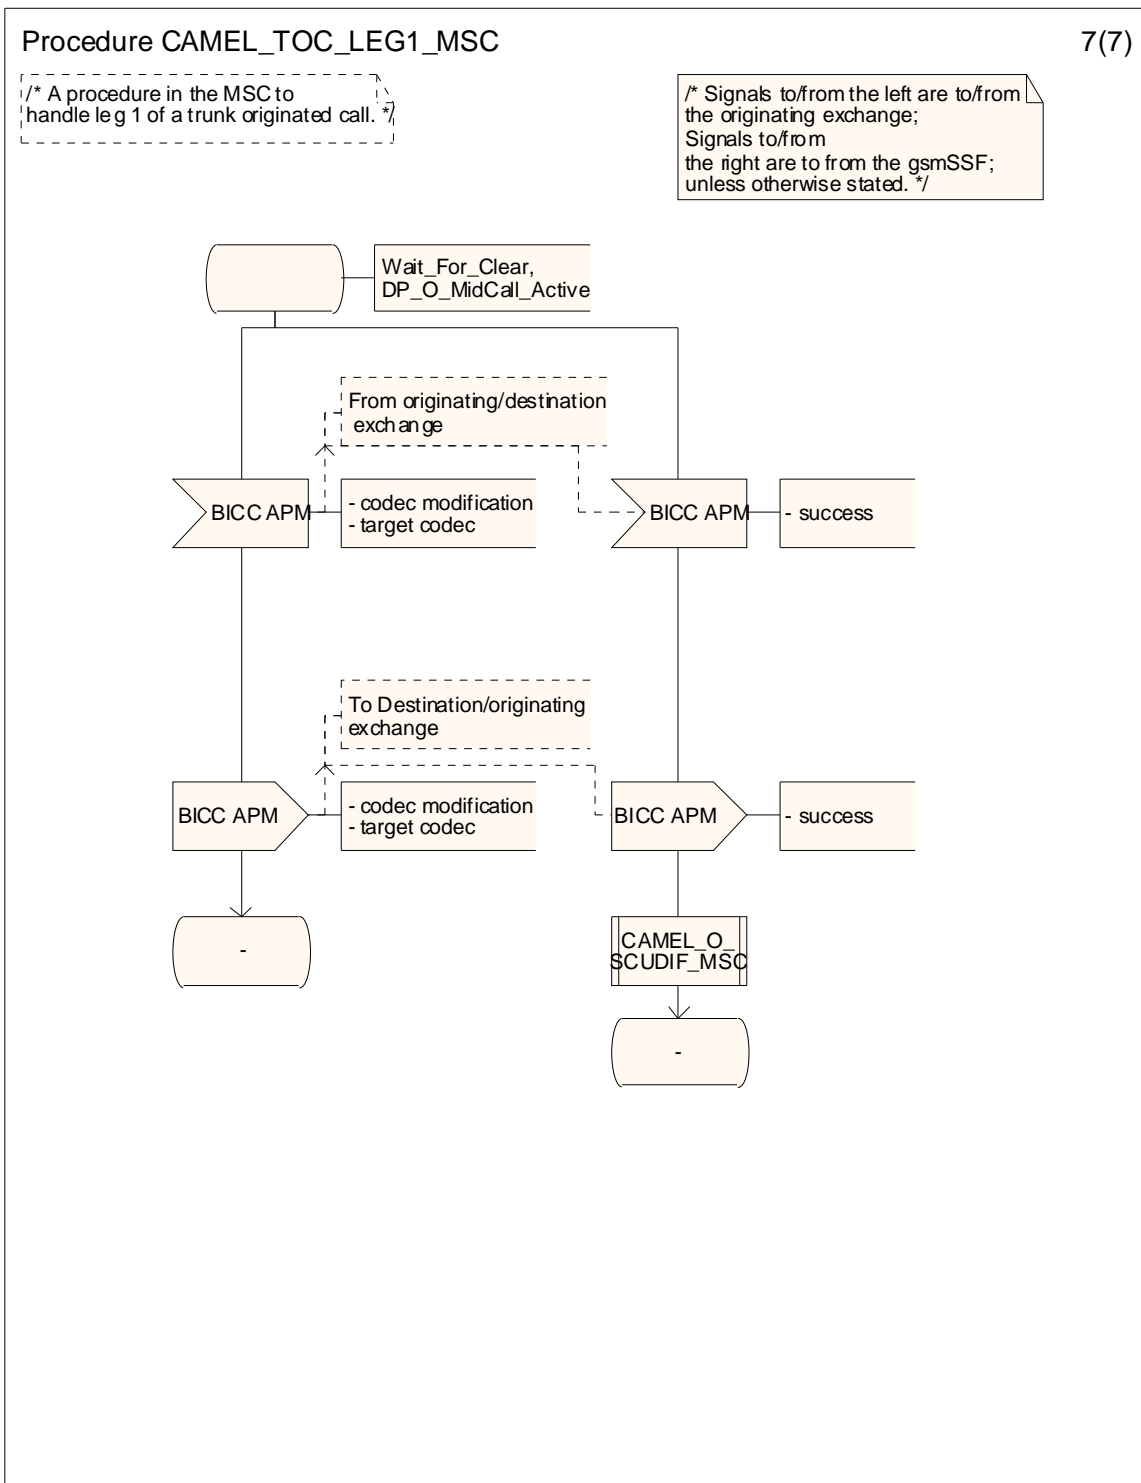 Procedure CAMEL_TOC_LEG1_MSC
7(7)
/* A procedure in the MSC to
handle leg 1 of a trunk originated call. */
/* Signals to/from the left are to/from
the originating exchange;
Signals to/from
the right are to from the gsmSSF;
unless otherwise stated. */
Wait_For_Clear,
DP_O_MidCall_Active
From originating/destination
exchange
BICC APM
- codec modification
- target codec
BICC APM
- success
To Destination/originating
exchange
BICC APM
- codec modification
- target codec
BICC APM
- success
-
CAMEL_O_
SCUDIF_MSC
-